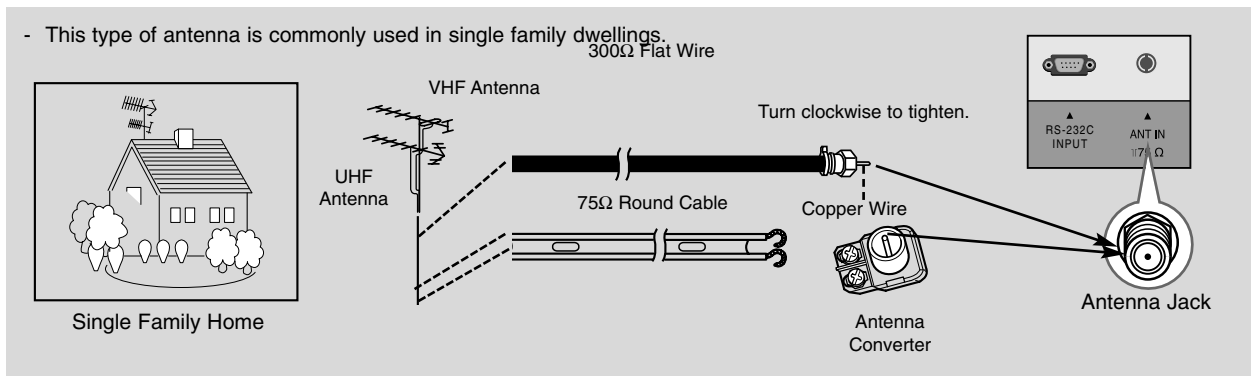 - This type of antenna is commonly used in single family dwellings.
300Ω Flat Wire
VHF Antenna
Turn clockwise to tighten.
RS-232C
INPUT
ANT IN
75 Ω
UHF
Antenna
75Ω Round Cable
Copper Wire
Single Family Home
Antenna
Converter
Antenna Jack